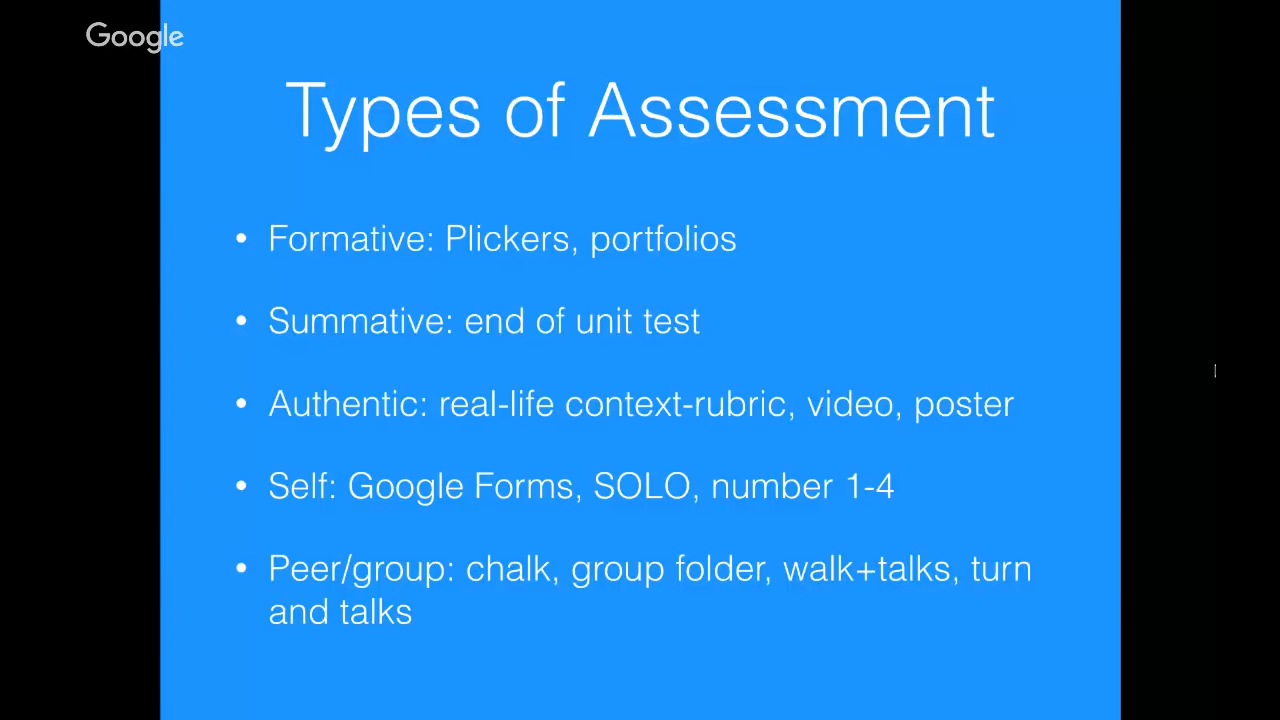 Google
Types of Assessment
• Formative: Plickers, portfolios
• Summative: end of unit test
• Authentic: real-life context-rubric, video, poster
• Self: Google Forms, SOLO, number 1-4
• Peer/group: chalk, group folder, walk+talks, turn
and talks